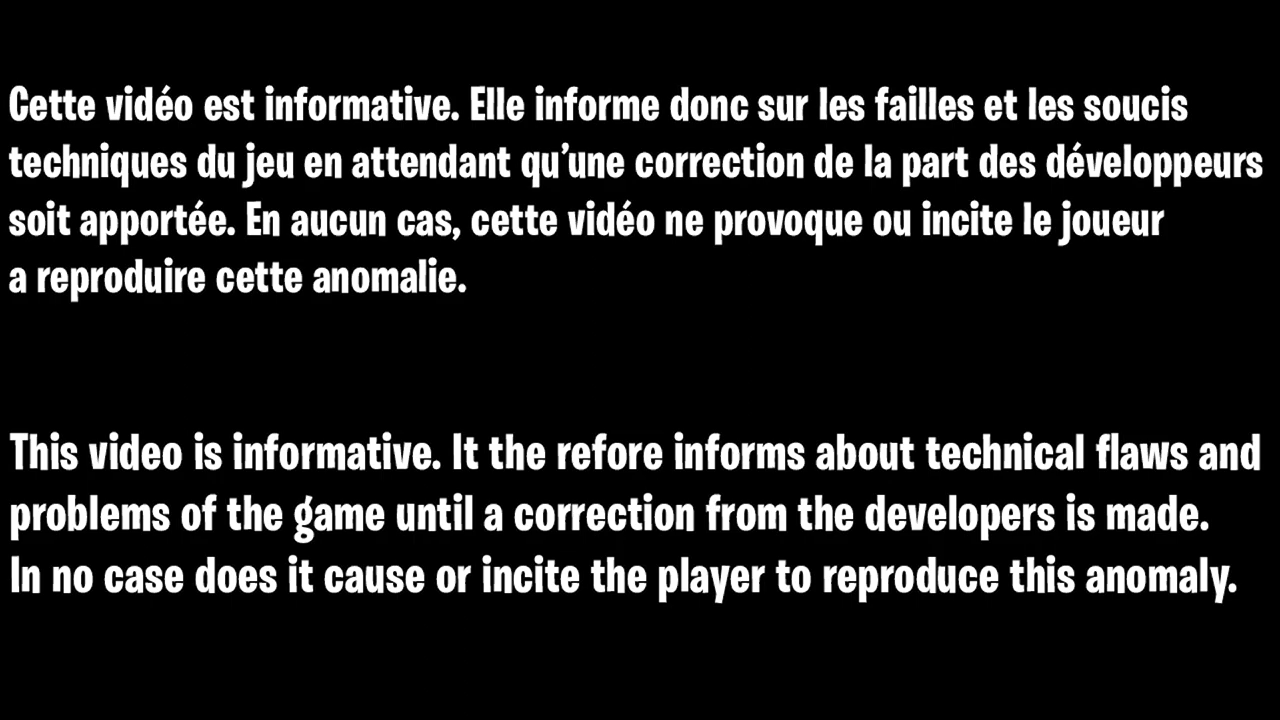 Cette vidéo est informative. Elle informe donc sur les failles et les soucis
techniques du jeu en attendant qu'une correction de la part des développeurs
soit apportée. En aucun cas, cette vidéo ne provoque ou incite le joueur
a reproduire cette anomalie.
This video is informative. It the refore informs about technical flaws and
problems of the game until a correction from the developers is made.
In no case does it cause or incite the player to reproduce this anomaly.